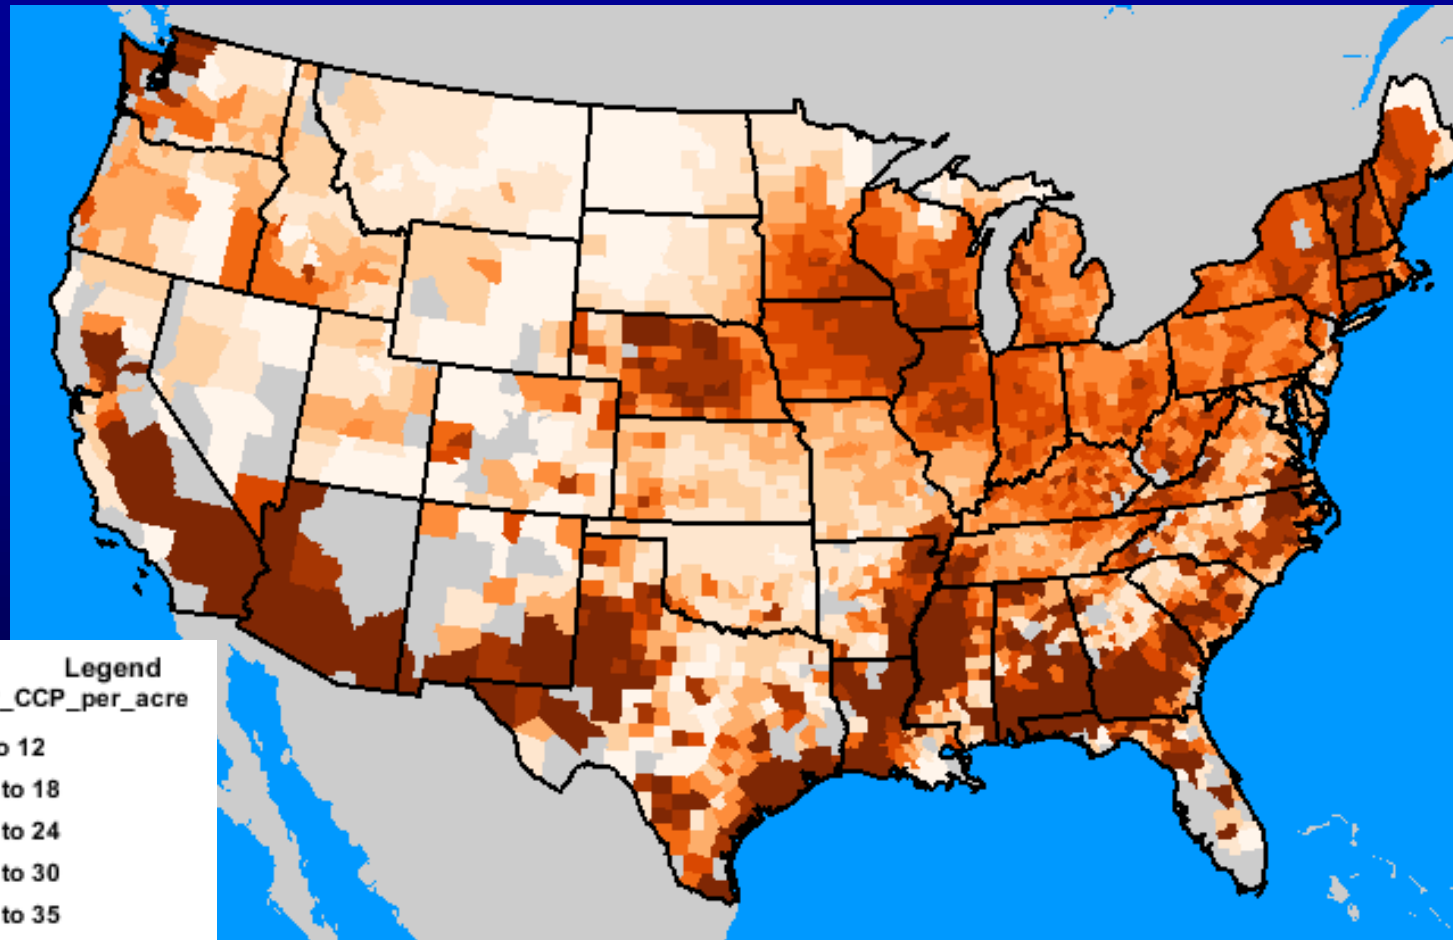 Legend
_CCP_per_acre
o 12
to 18
to 24
to 30
to 35